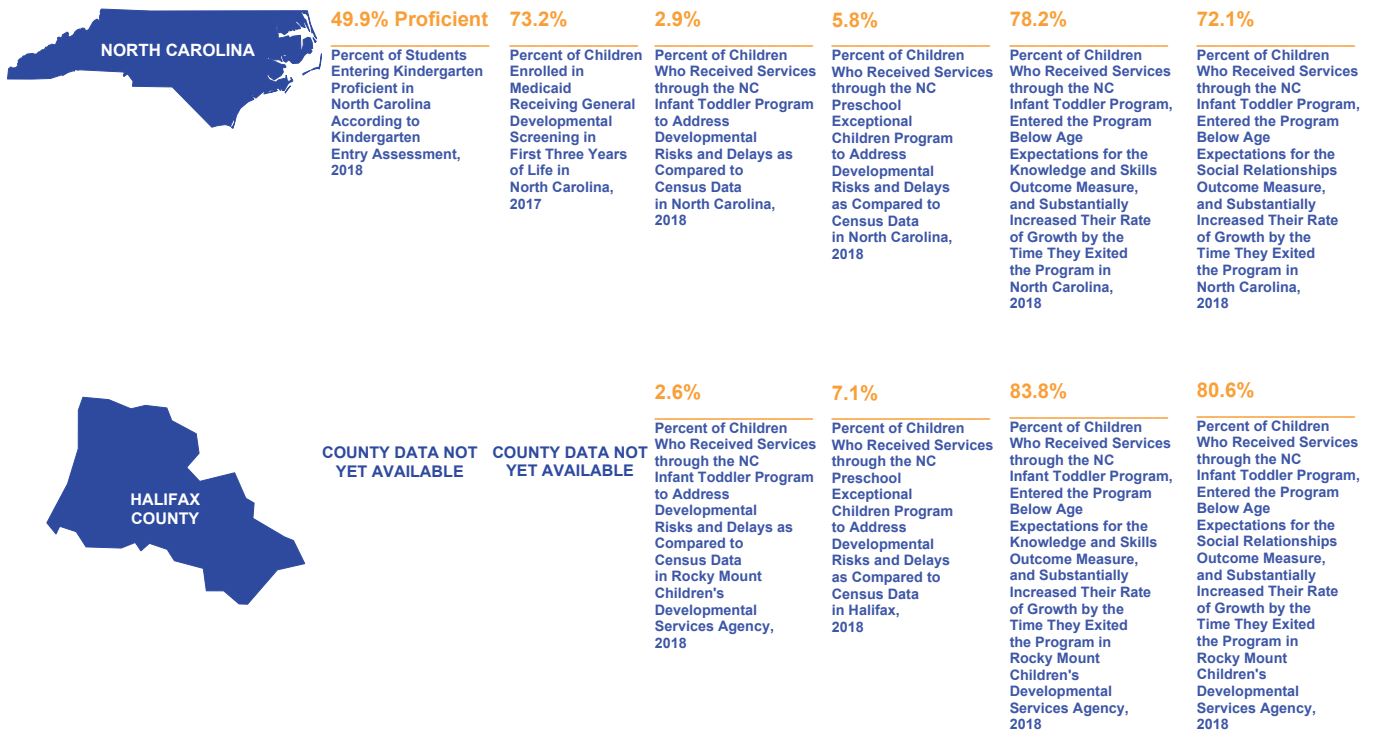 NORTH CAROLINA
49.9% Proficient
Percent of Students
Entering Kindergarten
Proficient in
North Carolina
According to
Kindergarten
Entry Assessment,
2018
73.2%
Percent of Children
Enrolled in
Medicaid
Receiving General
Developmental
Screening in
First Three Years
of Life in
North Carolina,
2017
2.9%
Percent of Children
Who Received Services
through the NC
Infant Toddler Program
to Address
Developmental
Risks and Delays as
Compared to
Census Data
in North Carolina,
2018
5.8%
Percent of Children
Who Received Services
through the NC
Preschool
Exceptional
Children Program
to Address
Developmental
Risks and Delays
as Compared to
Census Data
in North Carolina,
2018
78.2%
Percent of Children
Who Received Services
through the NC
Infant Toddler Program,
Entered the Program
Below Age
Expectations for the
Knowledge and Skills
Outcome Measure,
and Substantially
Increased Their Rate
of Growth by the
Time They Exited
the Program in
North Carolina,
2018
72.1%
Percent of Children
Who Received Services
through the NC
Infant Toddler Program,
Entered the Program
Below Age
Expectations for the
Social Relationships
Outcome Measure,
and Substantially
Increased Their Rate
of Growth by the
Time They Exited
the Program in
North Carolina,
2018
HALIFAX
COUNTY
COUNTY DATA NOT
YET AVAILABLE
COUNTY DATA NOT
YET AVAILABLE
2.6%
Percent of Children
Who Received Services
through the NC
Infant Toddler Program
to Address
Developmental
Risks and Delays as
Compared to
Census Data
in Rocky Mount
Children's
Developmental
Services Agency,
2018
7.1%
Percent of Children
Who Received Services
through the NC
Preschool
Exceptional
Children Program
to Address
Developmental
Risks and Delays
as Compared to
Census Data
in Halifax,
2018
83.8%
Percent of Children
Who Received Services
through the NC
Infant Toddler Program,
Entered the Program
Below Age
Expectations for the
Knowledge and Skills
Outcome Measure,
and Substantially
Increased Their Rate
of Growth by the
Time They Exited
the Program in
Rocky Mount
Children's
Developmental
Services Agency,
2018
80.6%
Percent of Children
Who Received Services
through the NC
Infant Toddler Program,
Entered the Program
Below Age
Expectations for the
Social Relationships
Outcome Measure,
and Substantially
Increased Their Rate
of Growth by the
Time They Exited
the Program in
Rocky Mount
Children's
Developmental
Services Agency,
2018